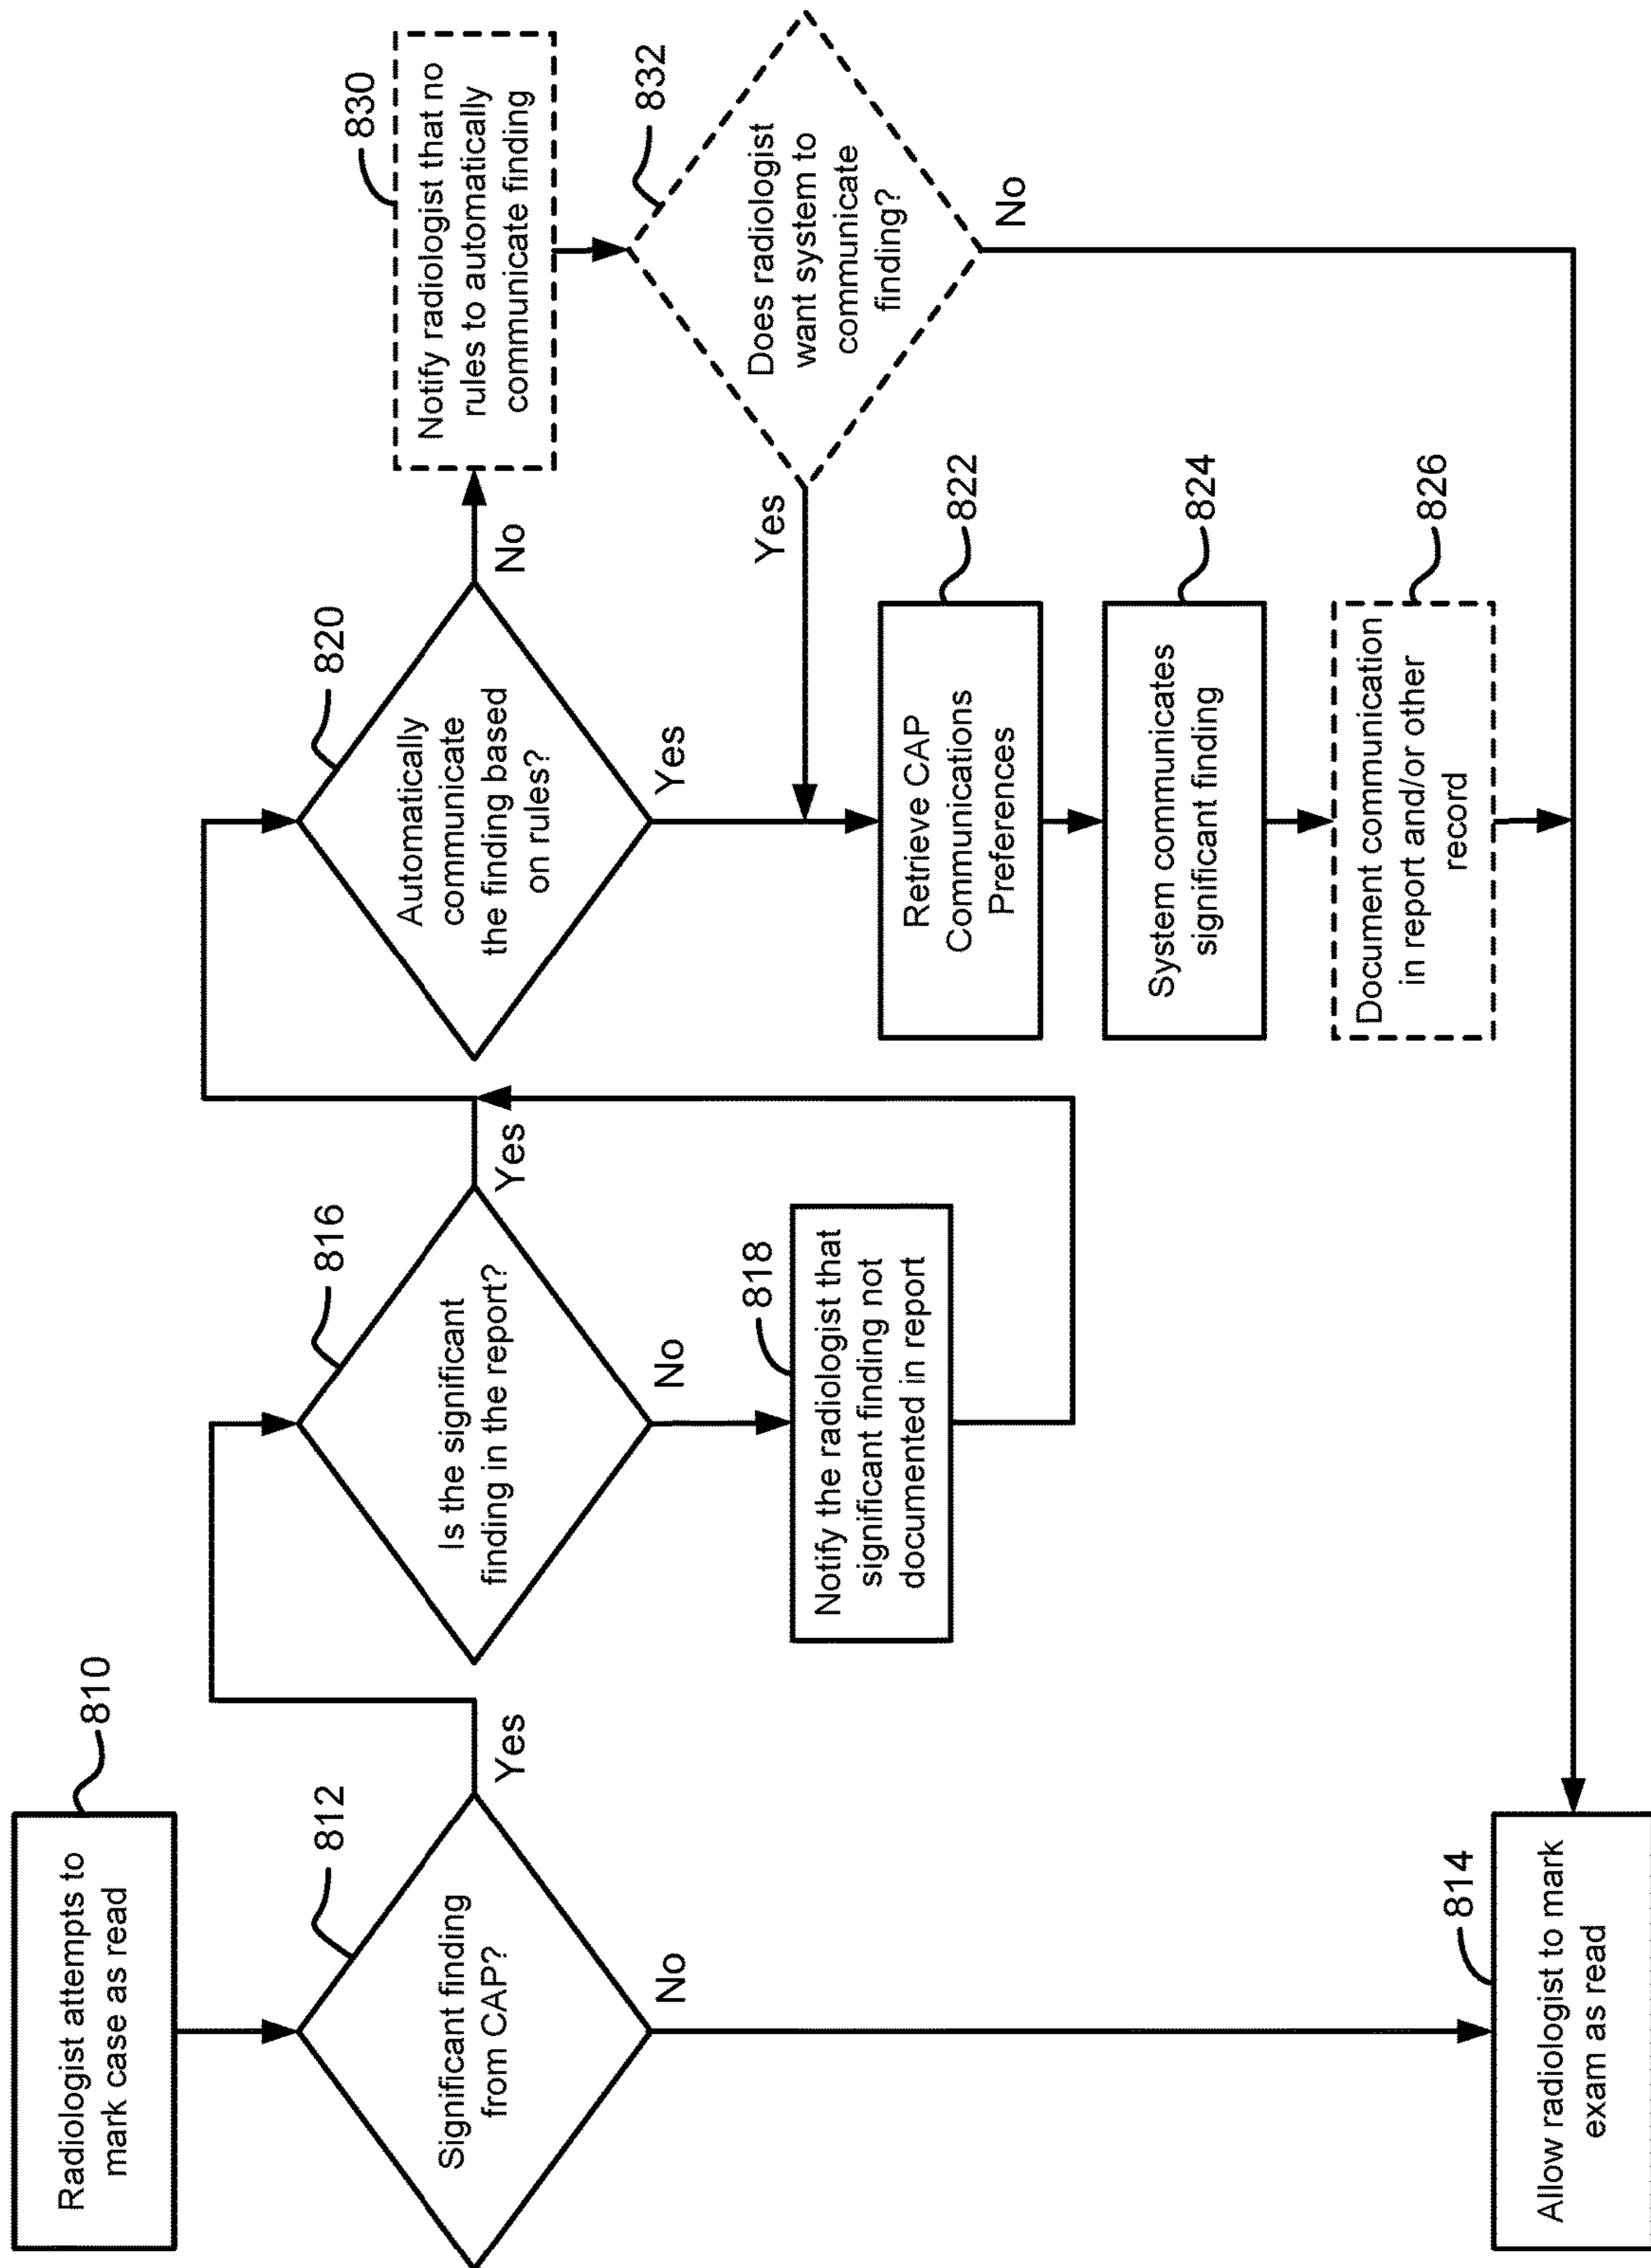 810
Radiologist attempts to
mark case as read
812
Significant finding
from CAP?
Yes
No
814
Allow radiologist to mark
exam as read
816
Is the significant
finding in the report?
Yes
No
818
Notify the radiologist that
significant finding not
documented in report
820
Automatically
communicate
the finding based
on rules?
No
Yes
830
Notify radiologist that no
rules to automatically
communicate finding
832
Does radiologist
want system to
communicate
finding?
Yes
No
822
Retrieve CAP
Communications
Preferences
824
System communicates
significant finding
826
Document communication
in report and/or other
record